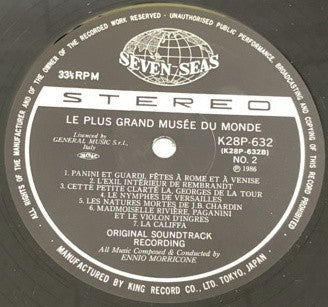 ALL RIGHTS OF THE MANUFACTURER AND OF THE OWNER OF THE RECORDED WORK RESERVED - UNAUTHORISED PUBLIC PERFORMANCE, BROADCASTING AND COPYING OF THIS RECORD PROHIBITED
SEVEN-SEAS
33⅓RPM
STEREO
LE PLUS GRAND MUSÉE DU MONDE
Licenced by
GENERAL MUSIC S.r.L.
Italy
K28P-632
(K28P-632B)
NO. 2
Ⓟ 1986
1. PANINI ET GUARDI, FÊTES À ROME ET À VENISE
2. L'EXIL INTÉRIEUR DE REMBRANDT
3. CETTE PETITE CLARTÉ LÀ, GEORGES DE LA TOUR
4. LE NYMPHES DE VERSAILLES
5. LES NATURES MORTES DE J.B. CHARDIN
6. MADMOISELLE RIVIÈRE, PAGANINI
ET LE VIOLON D'INGRES
7. LA CALIFFA
ORIGINAL SOUNDTRACK
RECORDING
All Music Composed & Conducted by
ENNIO MORRICONE
MANUFACTURED BY KING RECORD CO. LTD. TOKYO, JAPAN